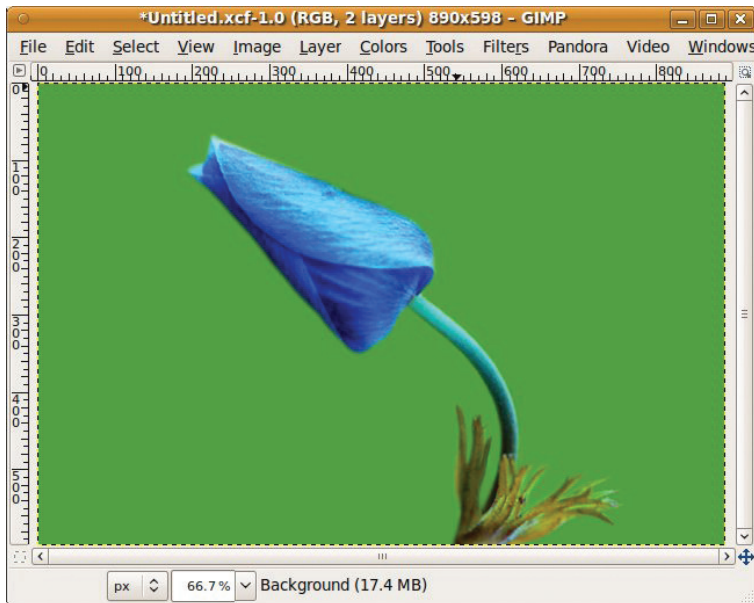 *Untitled.xcf-1.0 (RGB, 2 layers) 890x598 – GIMP
File Edit Select View Image Layer Colors Tools Filters Pandora Video Windows
0 100 200 300 400 500 600 700 800
0
100
200
300
400
500
px 66.7% Background (17.4 MB)